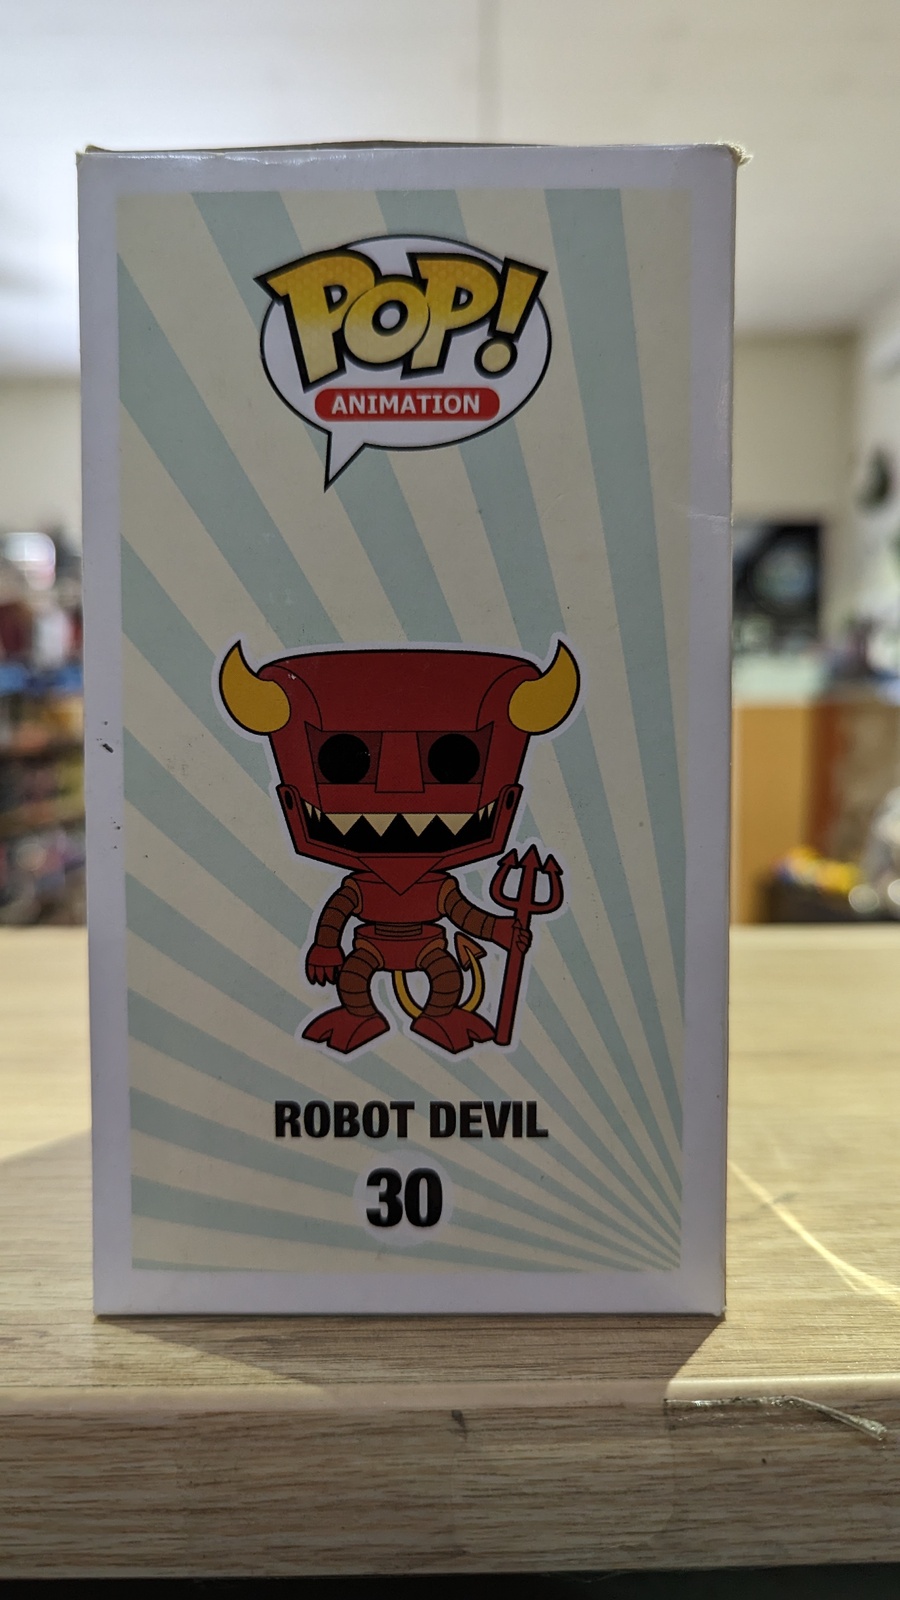 POP!
ANIMATION
ROBOT DEVIL
30